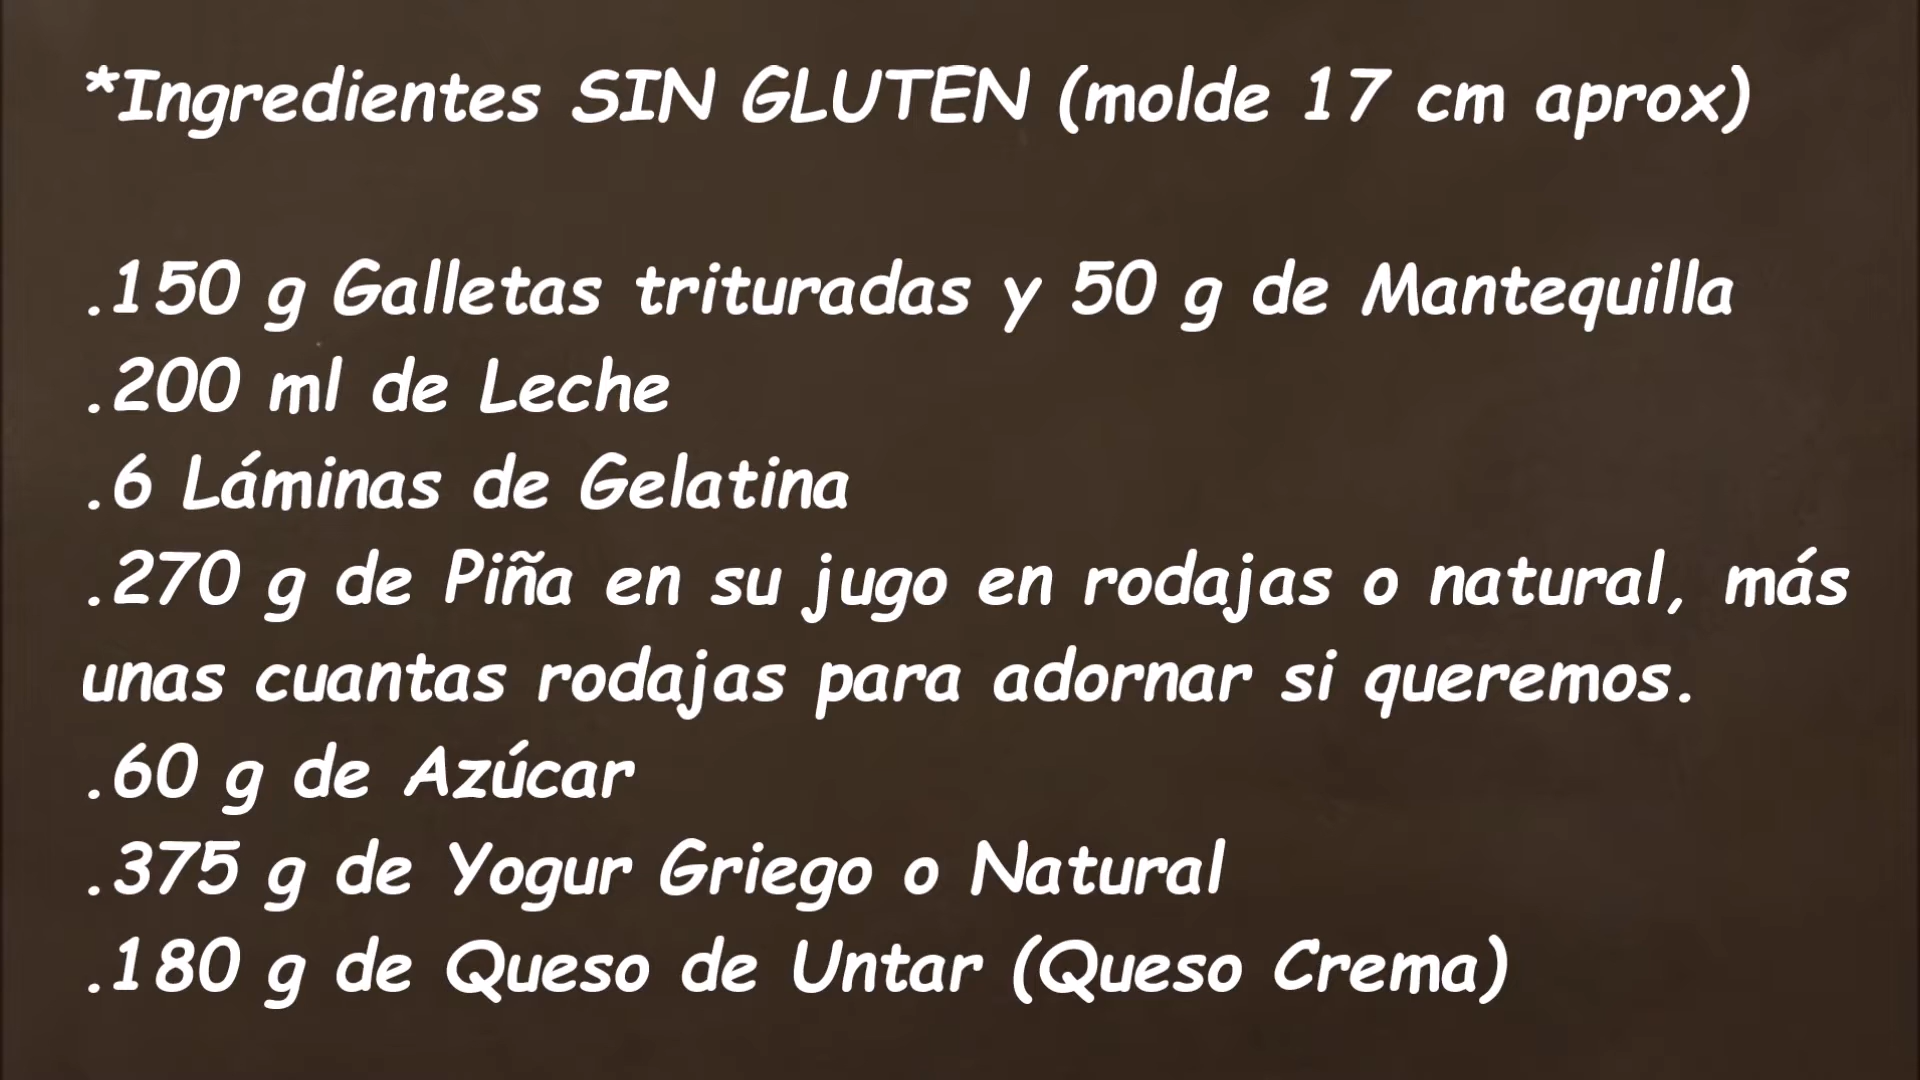 *Ingredientes SIN GLUTEN (molde 17 cm aprox)
.150 g Galletas trituradas y 50 g de Mantequilla
.200 ml de Leche
.6 Láminas de Gelatina
.270 g de Piña en su jugo en rodajas o natural, más
unas cuantas rodajas para adornar si queremos.
.60 g de Azúcar
.375 g de Yogur Griego o Natural
.180 g de Queso de Untar (Queso Crema)